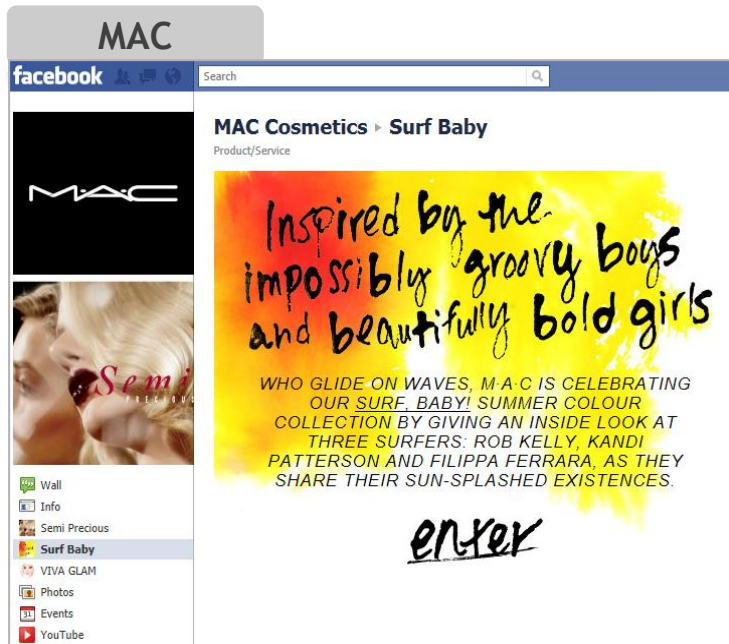 MAC
facebook
Search
MAC Cosmetics ▸ Surf Baby
Product/Service
M·A·C
Inspired by the
impossibly groovy boys
and beautifully bold girls
WHO GLIDE ON WAVES, M·A·C IS CELEBRATING
OUR SURF, BABY! SUMMER COLOUR
COLLECTION BY GIVING AN INSIDE LOOK AT
THREE SURFERS: ROB KELLY, KANDI
PATTERSON AND FILIPPA FERRARA, AS THEY
SHARE THEIR SUN-SPLASHED EXISTENCES.
enter
Semi
PRECIOUS
Wall
Info
Semi Precious
Surf Baby
VIVA GLAM
Photos
31 Events
YouTube